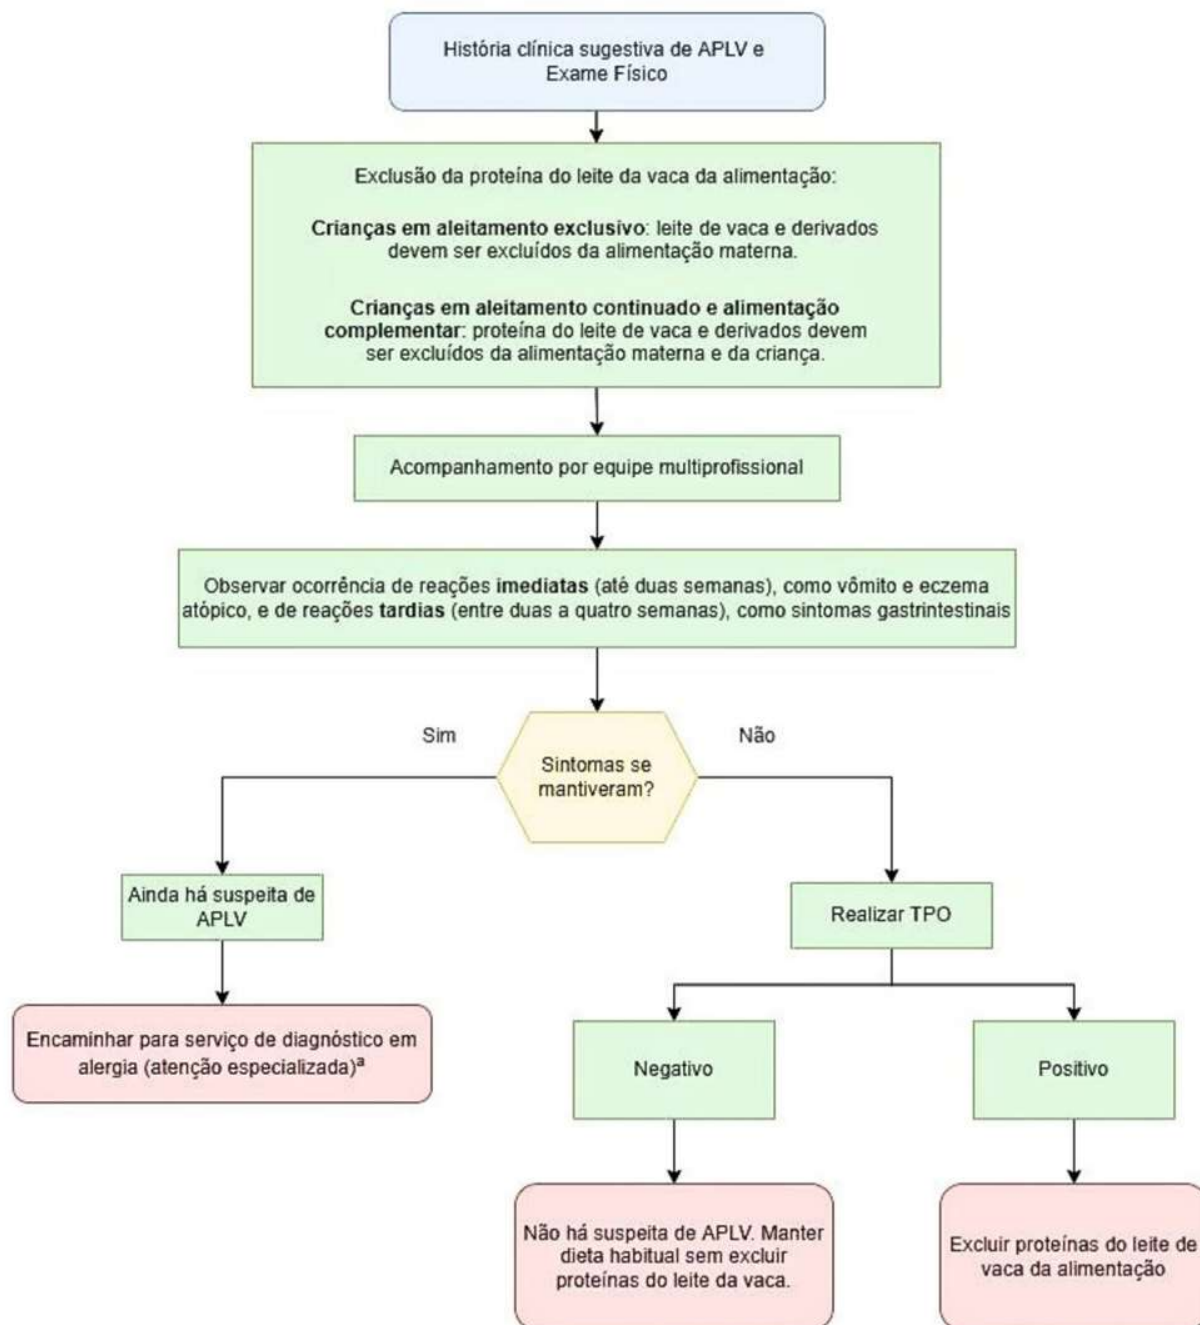 História clínica sugestiva de APLV e
Exame Físico
Exclusão da proteína do leite da vaca da alimentação:
Crianças em aleitamento exclusivo: leite de vaca e derivados
devem ser excluídos da alimentação materna.
Crianças em aleitamento continuado e alimentação
complementar: proteína do leite de vaca e derivados devem
ser excluídos da alimentação materna e da criança.
Acompanhamento por equipe multiprofissional
Observar ocorrência de reações imediatas (até duas semanas), como vômito e eczema
atópico, e de reações tardias (entre duas a quatro semanas), como sintomas gastrintestinais
Sim
Não
Sintomas se
mantiveram?
Ainda há suspeita de
APLV
Realizar TPO
Encaminhar para serviço de diagnóstico em
alergia (atenção especializada)ª
Negativo
Positivo
Não há suspeita de APLV. Manter
dieta habitual sem excluir
proteínas do leite da vaca.
Excluir proteínas do leite de
vaca da alimentação